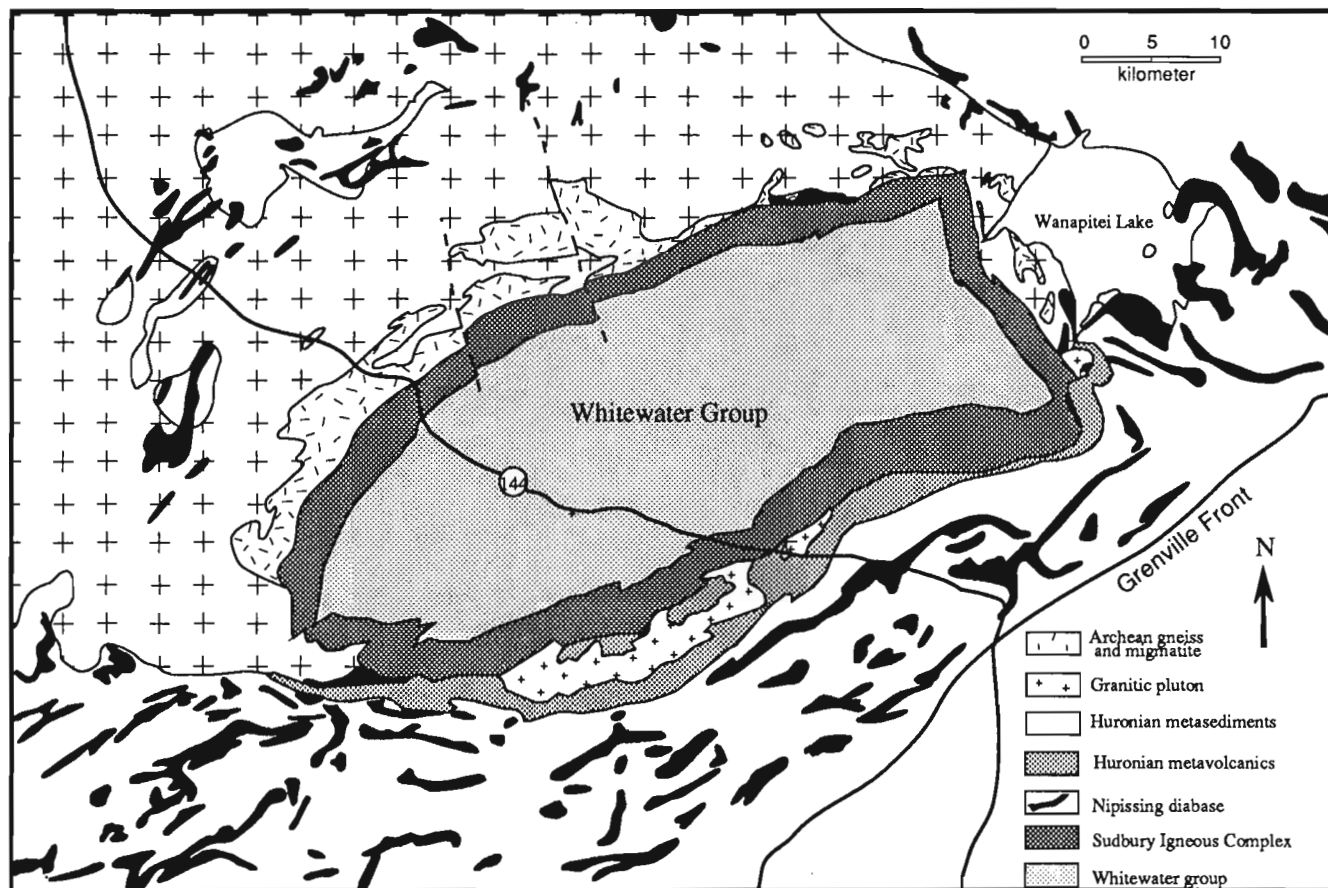 0 5 10
kilometer
Wanapitei Lake
Whitewater Group
144
Grenville Front
N
Archean gneiss
and migmatite
Granitic pluton
Huronian metasediments
Huronian metavolcanics
Nipissing diabase
Sudbury Igneous Complex
Whitewater group